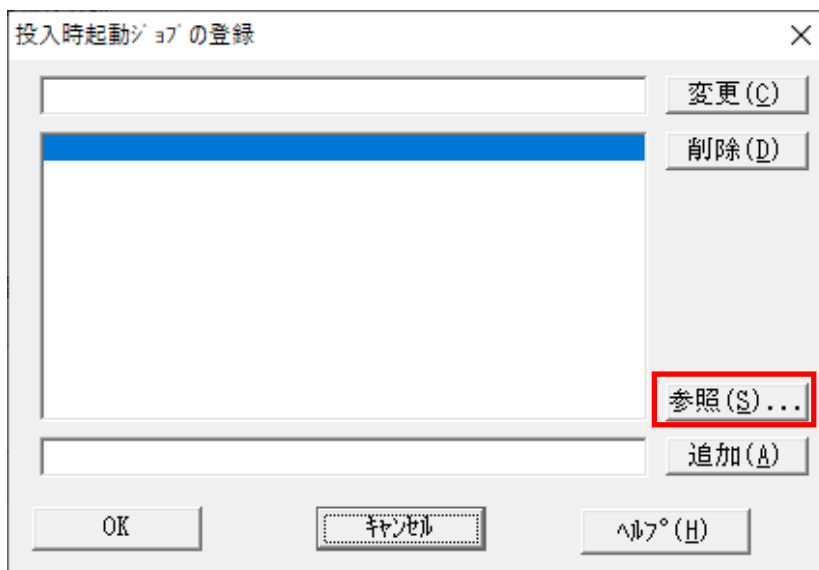 投入時起動ｼﾞｮﾌﾞの登録
変更(C)
削除(D)
参照(S)...
追加(A)
OK
ｷｬﾝｾﾙ
ﾍﾙﾌﾟ(H)